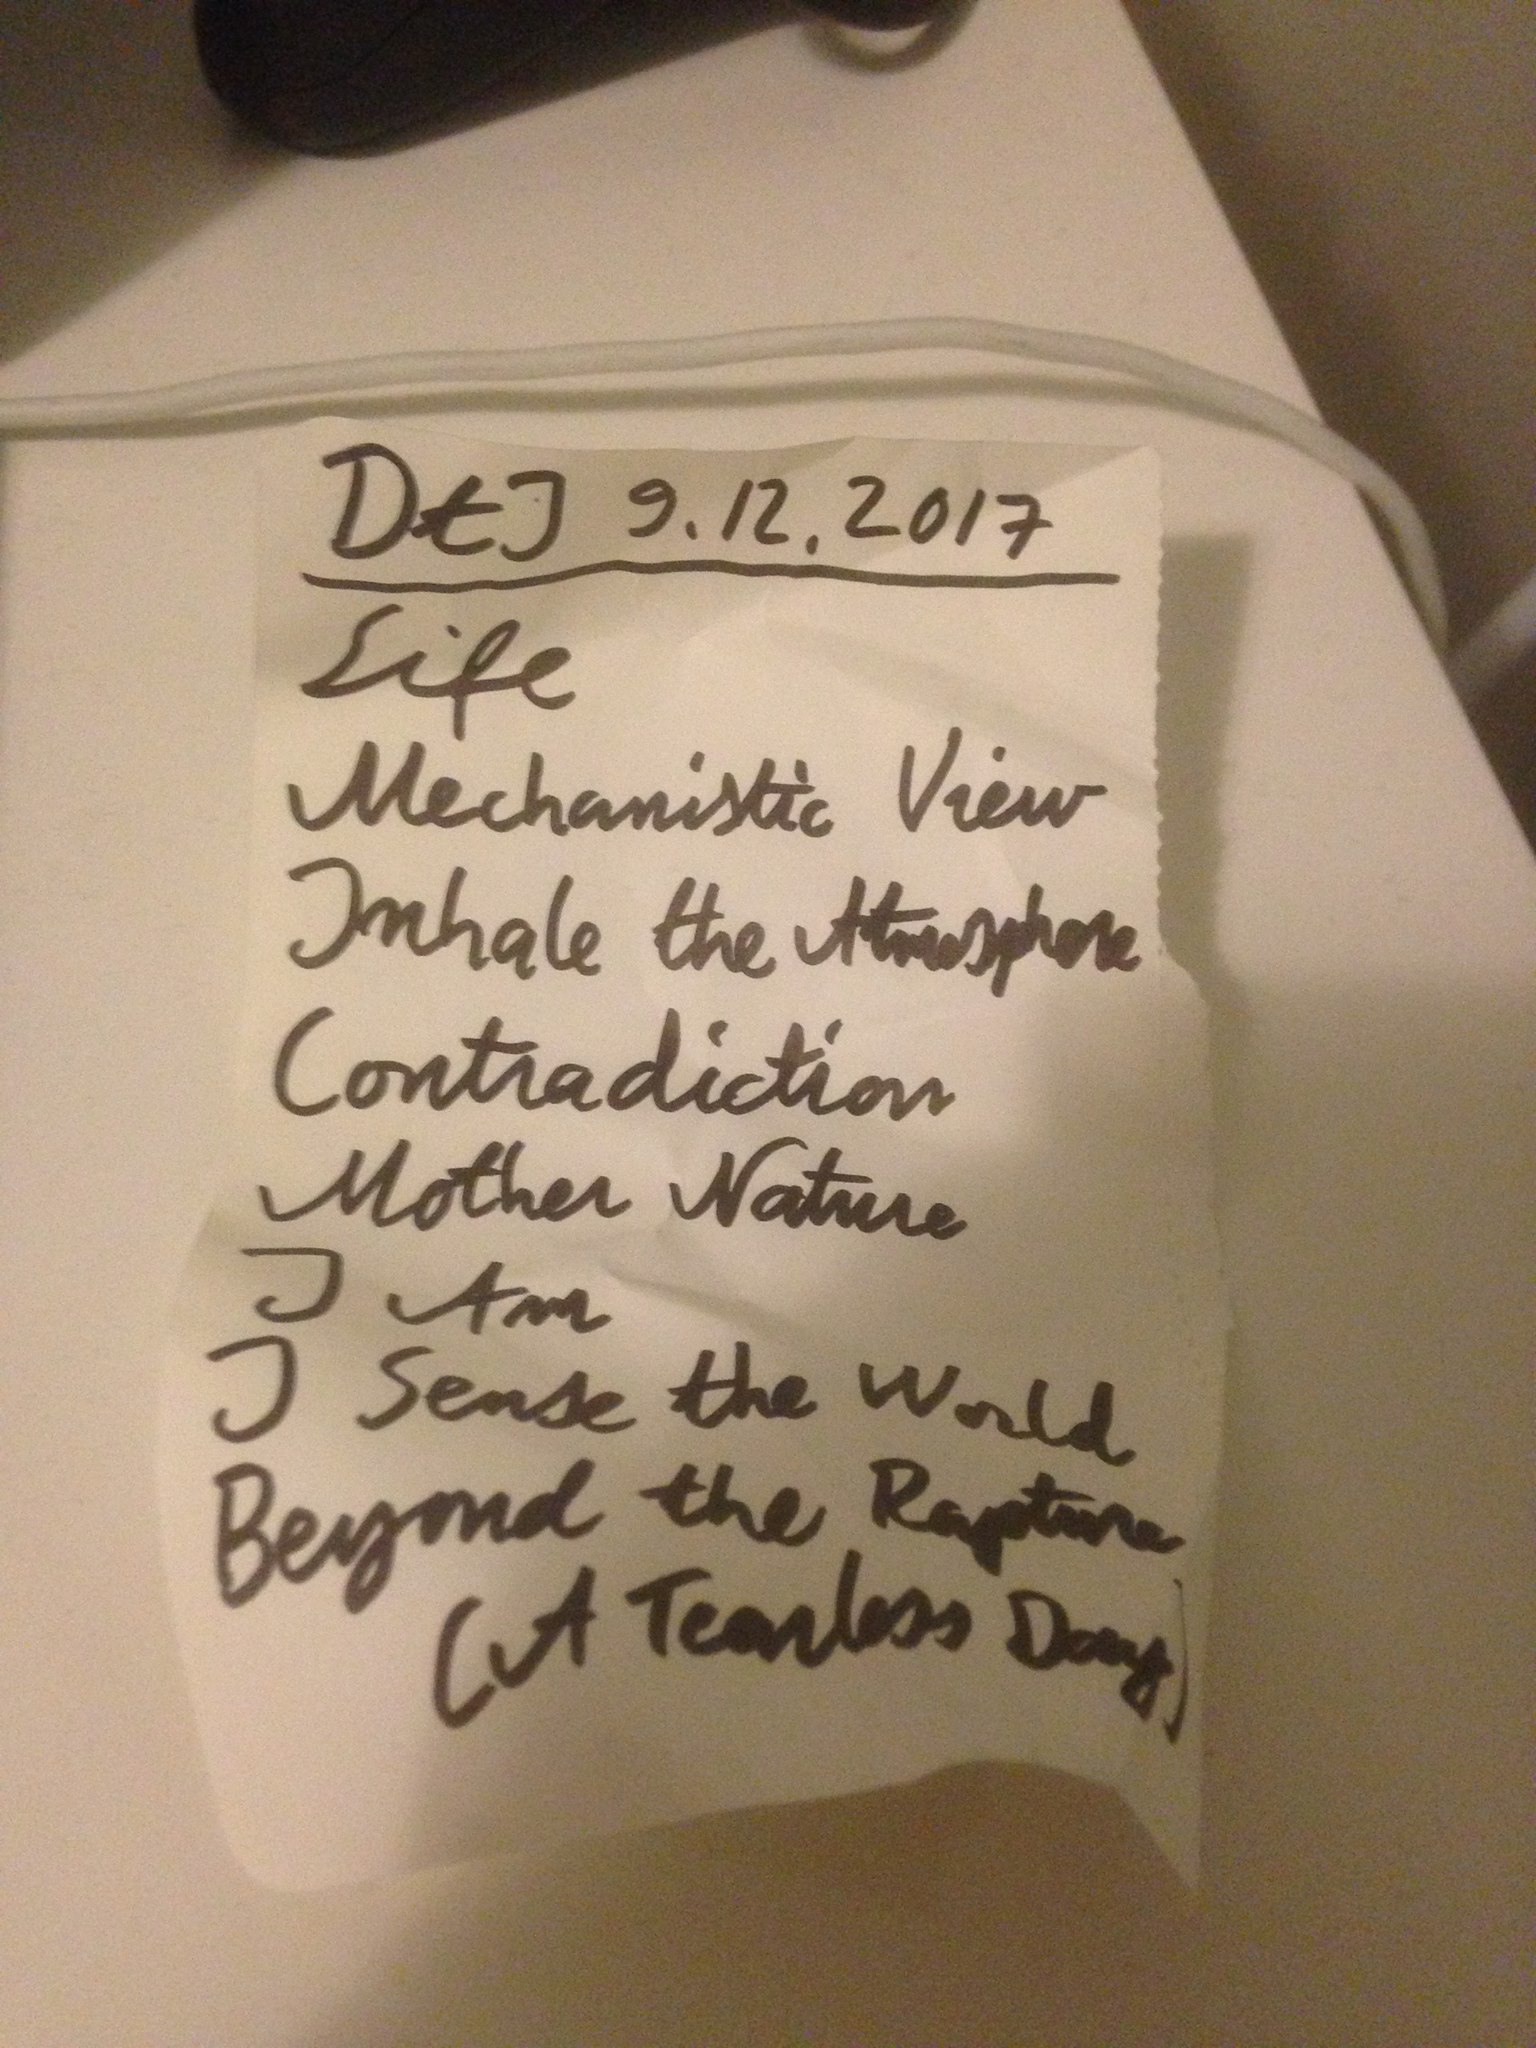 DtJ 9.12.2017
Life
Mechanistic View
Inhale the Atmosphere
Contradiction
Mother Nature
I Am
I Sense the World
Beyond the Rapture
(A Tearless Day)